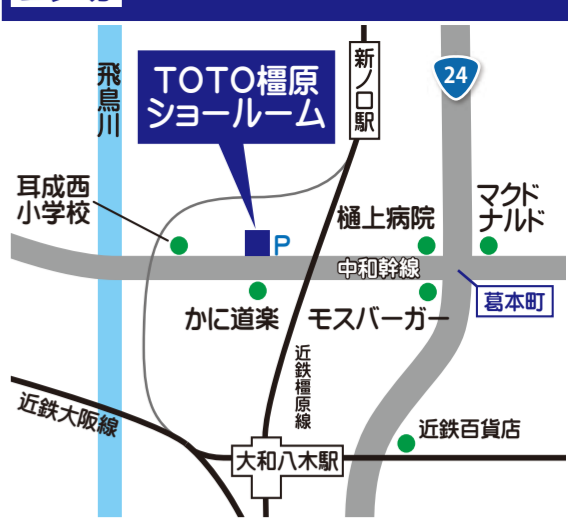 飛鳥川
TOTO橿原
ショールーム
新ノ口駅
24
耳成西
小学校
P
樋上病院
マクド
ナルド
中和幹線
かに道楽
モスバーガー
葛本町
近鉄橿原線
近鉄大阪線
大和八木駅
近鉄百貨店